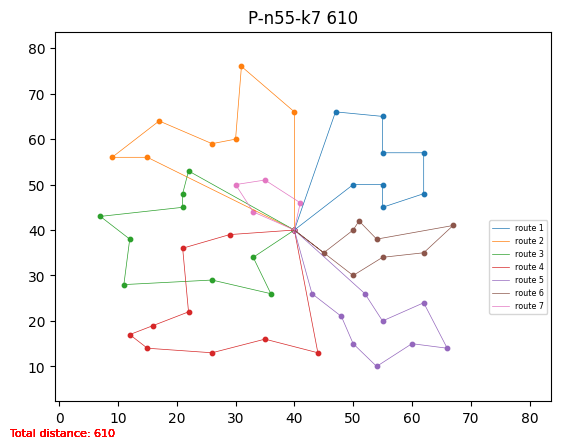 P-n55-k7 610
80
70
60
50
40
30
20
10
0 10 20 30 40 50 60 70 80
route 1
route 2
route 3
route 4
route 5
route 6
route 7
Total distance: 610